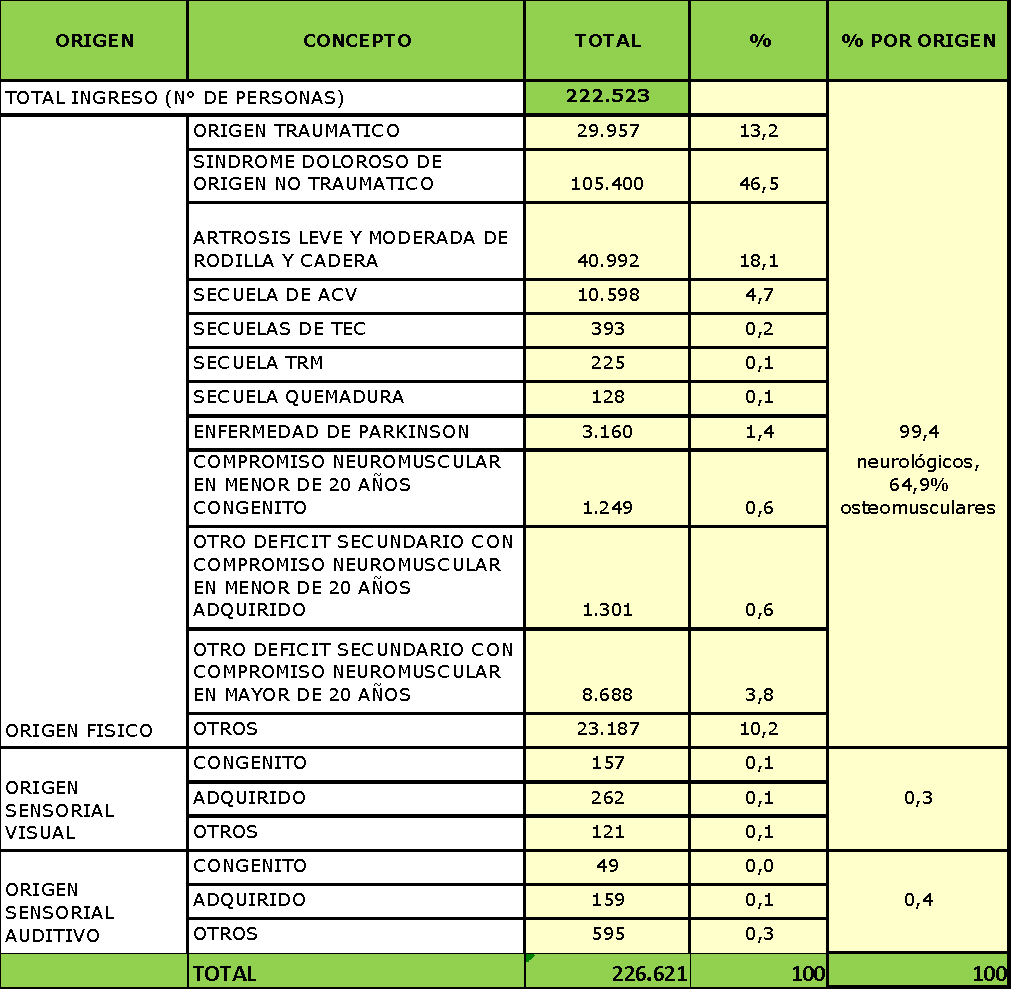 ORIGEN CONCEPTO TOTAL % % POR ORIGEN
TOTAL INGRESO (N° DE PERSONAS) 222.523
ORIGEN TRAUMATICO 29.957 13,2
SINDROME DOLOROSO DE
ORIGEN NO TRAUMATICO 105.400 46,5
ARTROSIS LEVE Y MODERADA DE
RODILLA Y CADERA 40.992 18,1
SECUELA DE ACV 10.598 4,7
SECUELAS DE TEC 393 0,2
SECUELA TRM 225 0,1
SECUELA QUEMADURA 128 0,1
ENFERMEDAD DE PARKINSON 3.160 1,4 99,4
COMPROMISO NEUROMUSCULAR neurológicos,
EN MENOR DE 20 AÑOS 64,9%
CONGENITO 1.249 0,6 osteomusculares
OTRO DEFICIT SECUNDARIO CON
COMPROMISO NEUROMUSCULAR
EN MENOR DE 20 AÑOS
ADQUIRIDO 1.301 0,6
OTRO DEFICIT SECUNDARIO CON
COMPROMISO NEUROMUSCULAR
EN MAYOR DE 20 AÑOS 8.688 3,8
ORIGEN FISICO OTROS 23.187 10,2
CONGENITO 157 0,1
ORIGEN
SENSORIAL
VISUAL
ADQUIRIDO 262 0,1 0,3
OTROS 121 0,1
CONGENITO 49 0,0
ORIGEN
SENSORIAL
AUDITIVO
ADQUIRIDO 159 0,1 0,4
OTROS 595 0,3
TOTAL 226.621 100 100